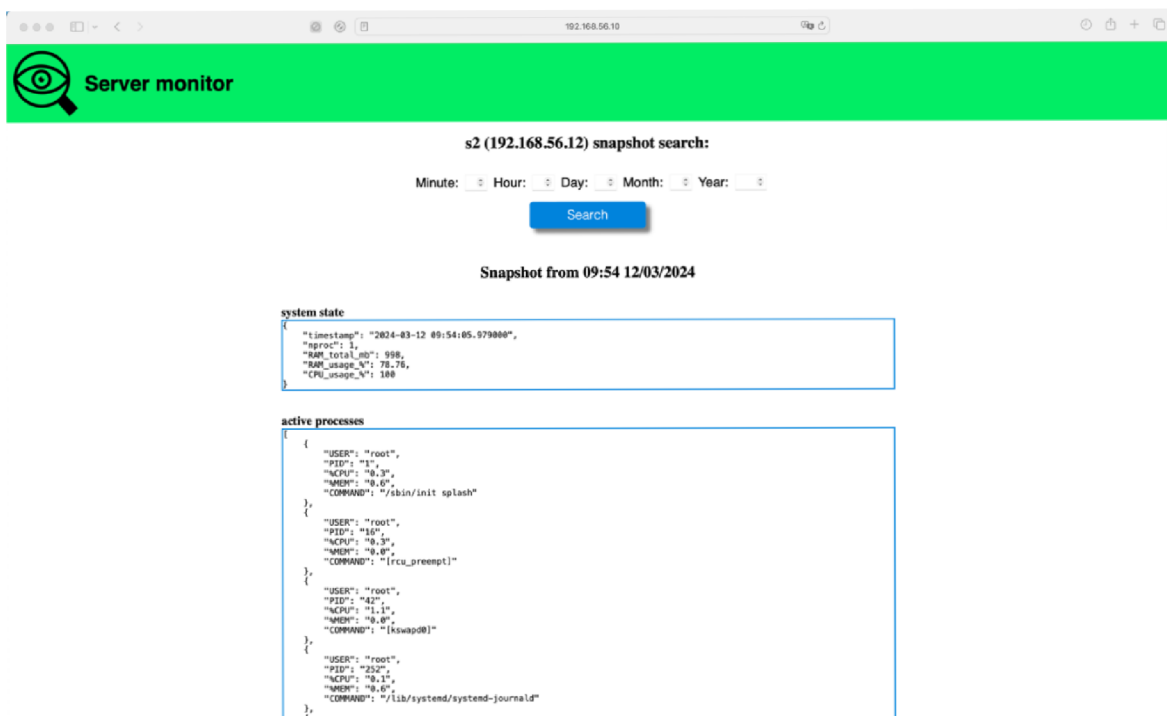 192.168.56.10
Server monitor
s2 (192.168.56.12) snapshot search:
Minute: Hour: Day: Month: Year:
Search
Snapshot from 09:54 12/03/2024
system state
{
"timestamp": "2024-03-12 09:54:05.979000",
"nproc": 1,
"RAM_total_mb": 998,
"RAM_usage_%": 78.76,
"CPU_usage_%": 100
}
active processes
[
{
"USER": "root",
"PID": "1",
"%CPU": "0.3",
"%MEM": "0.6",
"COMMAND": "/sbin/init splash"
},
{
"USER": "root",
"PID": "16",
"%CPU": "0.3",
"%MEM": "0.0",
"COMMAND": "[rcu_preempt]"
},
{
"USER": "root",
"PID": "42",
"%CPU": "1.1",
"%MEM": "0.0",
"COMMAND": "[kswapd0]"
},
{
"USER": "root",
"PID": "252",
"%CPU": "0.1",
"%MEM": "0.6",
"COMMAND": "/lib/systemd/systemd-journald"
},